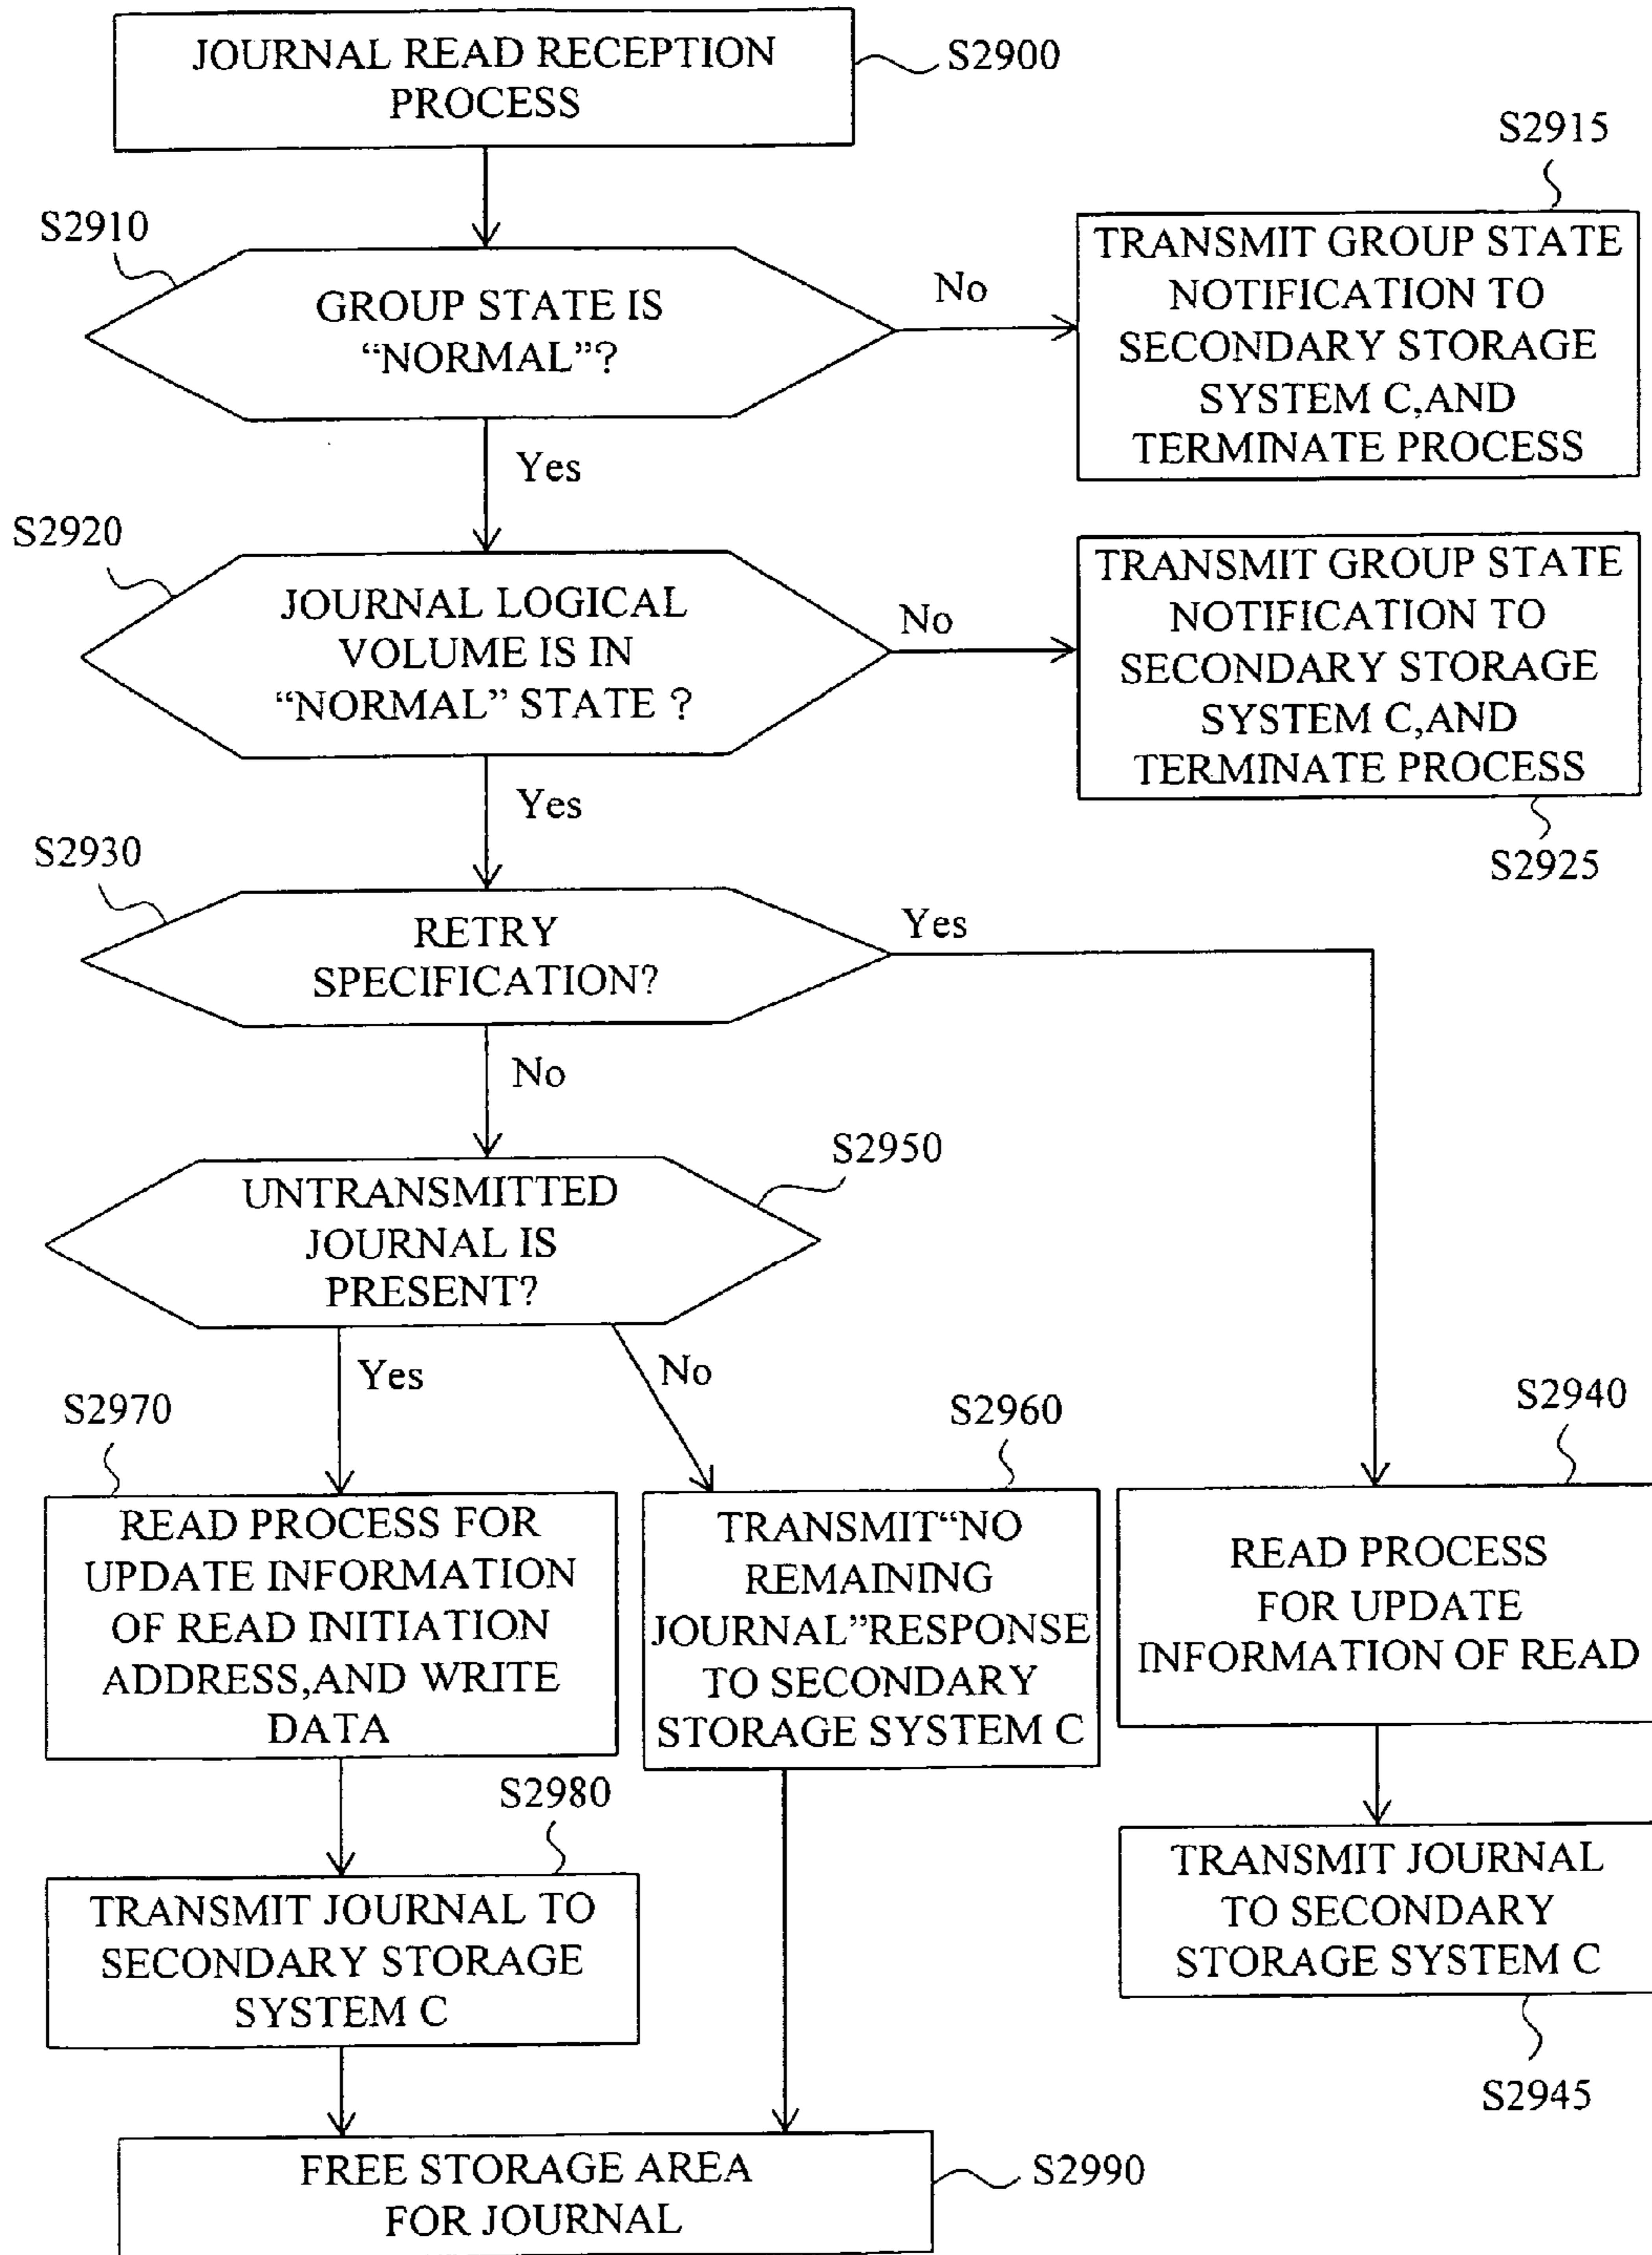 JOURNAL READ RECEPTION
PROCESS
S2900
S2915
S2910
GROUP STATE IS
“NORMAL”?
No
TRANSMIT GROUP STATE
NOTIFICATION TO
SECONDARY STORAGE
SYSTEM C,AND
TERMINATE PROCESS
Yes
S2920
JOURNAL LOGICAL
VOLUME IS IN
“NORMAL” STATE ?
No
TRANSMIT GROUP STATE
NOTIFICATION TO
SECONDARY STORAGE
SYSTEM C,AND
TERMINATE PROCESS
S2925
Yes
S2930
RETRY
SPECIFICATION?
Yes
No
S2950
UNTRANSMITTED
JOURNAL IS
PRESENT?
Yes
No
S2970
READ PROCESS FOR
UPDATE INFORMATION
OF READ INITIATION
ADDRESS,AND WRITE
DATA
S2960
TRANSMIT“NO
REMAINING
JOURNAL”RESPONSE
TO SECONDARY
STORAGE SYSTEM C
S2940
READ PROCESS
FOR UPDATE
INFORMATION OF READ
S2980
TRANSMIT JOURNAL TO
SECONDARY STORAGE
SYSTEM C
TRANSMIT JOURNAL
TO SECONDARY
STORAGE SYSTEM C
S2945
FREE STORAGE AREA
FOR JOURNAL
S2990